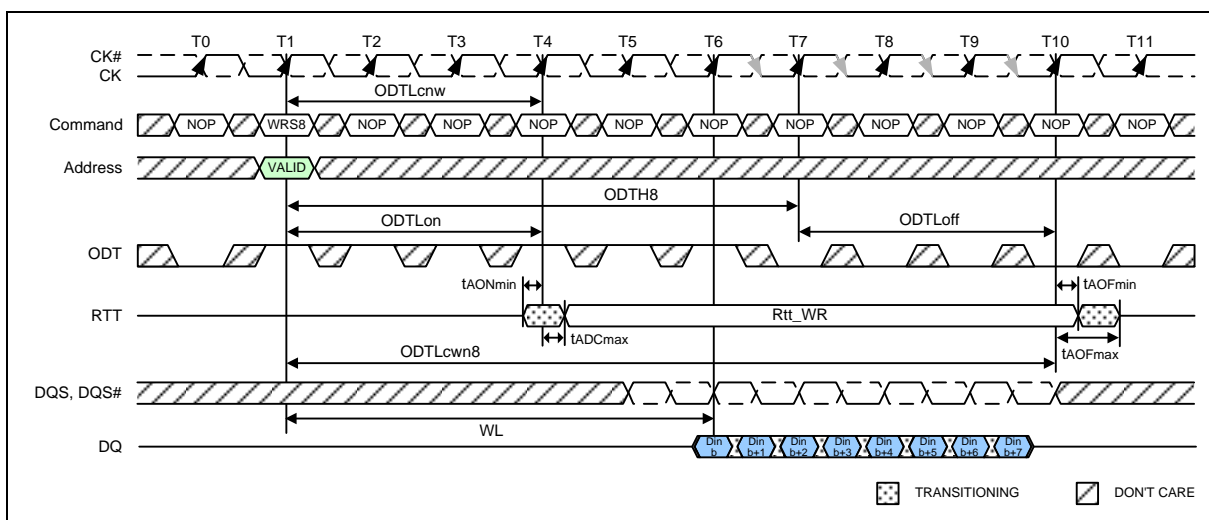 T0 T1 T2 T3 T4 T5 T6 T7 T8 T9 T10 T11
CK#
CK
ODTLcnw
Command NOP WRS8 NOP NOP NOP NOP NOP NOP NOP NOP NOP NOP
Address VALID
ODTH8
ODTLon ODTLoff
ODT
tAONmin tAOFmin
RTT Rtt_WR
tADCmax tAOFmax
ODTLcwn8
DQS, DQS#
WL
DQ Din b Din b+1 Din b+2 Din b+3 Din b+4 Din b+5 Din b+6 Din b+7
TRANSITIONING DON'T CARE